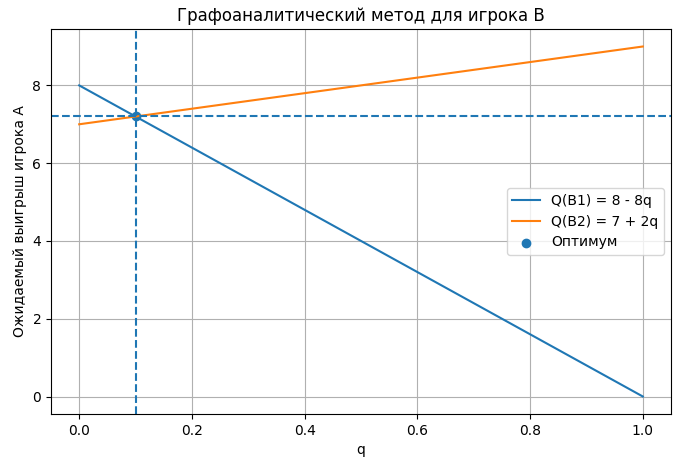 Графоаналитический метод для игрока B
Ожидаемый выигрыш игрока A
8
6
4
2
0
Q(B1) = 8 - 8q
Q(B2) = 7 + 2q
Оптимум
0.0 0.2 0.4 0.6 0.8 1.0
q